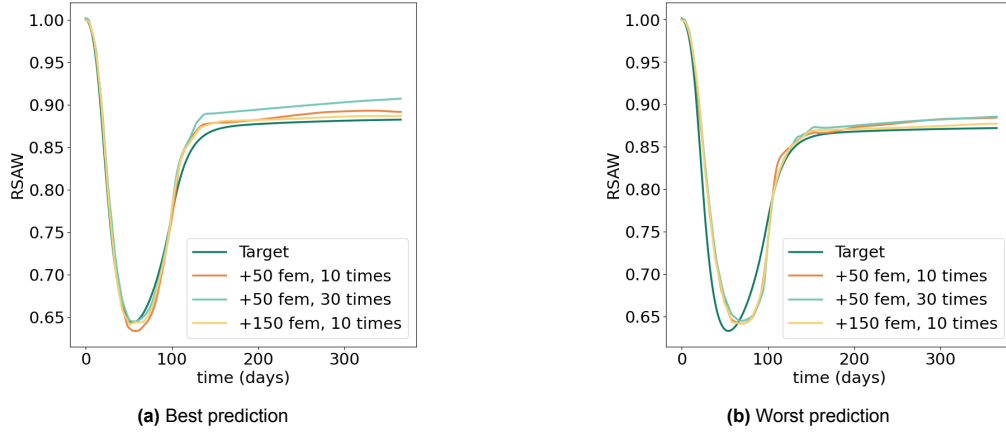 1.00
0.95
0.90
0.85
0.80
0.75
0.70
0.65
RSAW
Target
+50 fem, 10 times
+50 fem, 30 times
+150 fem, 10 times
0 100 200 300
time (days)
(a) Best prediction
1.00
0.95
0.90
0.85
0.80
0.75
0.70
0.65
RSAW
Target
+50 fem, 10 times
+50 fem, 30 times
+150 fem, 10 times
0 100 200 300
time (days)
(b) Worst prediction